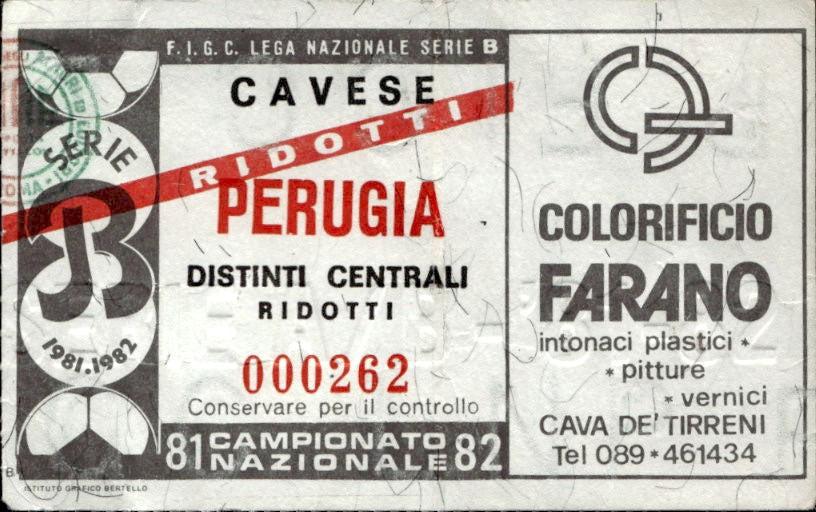 F.I.G.C. LEGA NAZIONALE SERIE B
CAVESE
RIDOTTI
PERUGIA
DISTINTI CENTRALI
RIDOTTI
000262
Conservare per il controllo
81 CAMPIONATO NAZIONALE 82
SERIE
B
1981.1982
ISTITUTO GRAFICO BERTELLO
COLORIFICIO
FARANO
intonaci plastici *
* pitture
* vernici
CAVA DE' TIRRENI
Tel 089*461434